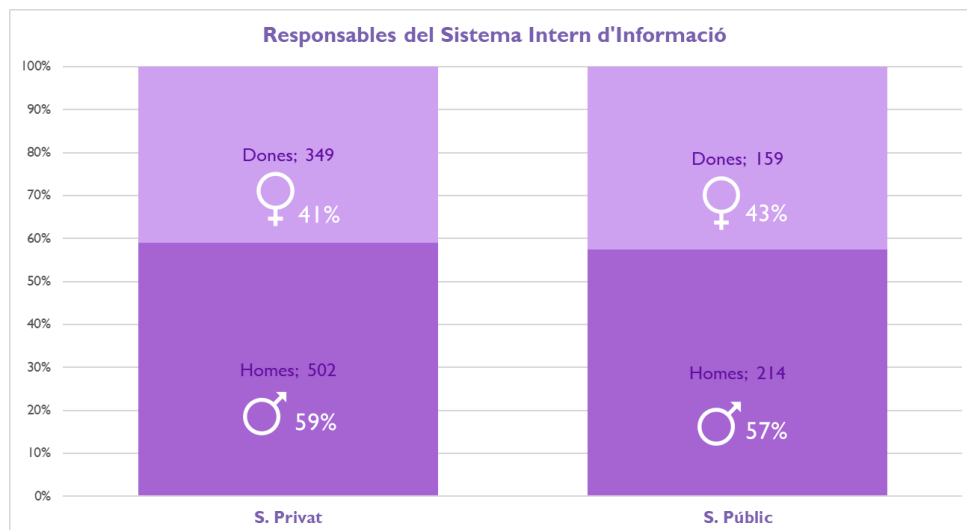 Responsables del Sistema Intern d'Informació
100%
90%
80%
70%
60%
50%
40%
30%
20%
10%
0%
Dones; 349
41%
Homes; 502
59%
Dones; 159
43%
Homes; 214
57%
S. Privat
S. Públic